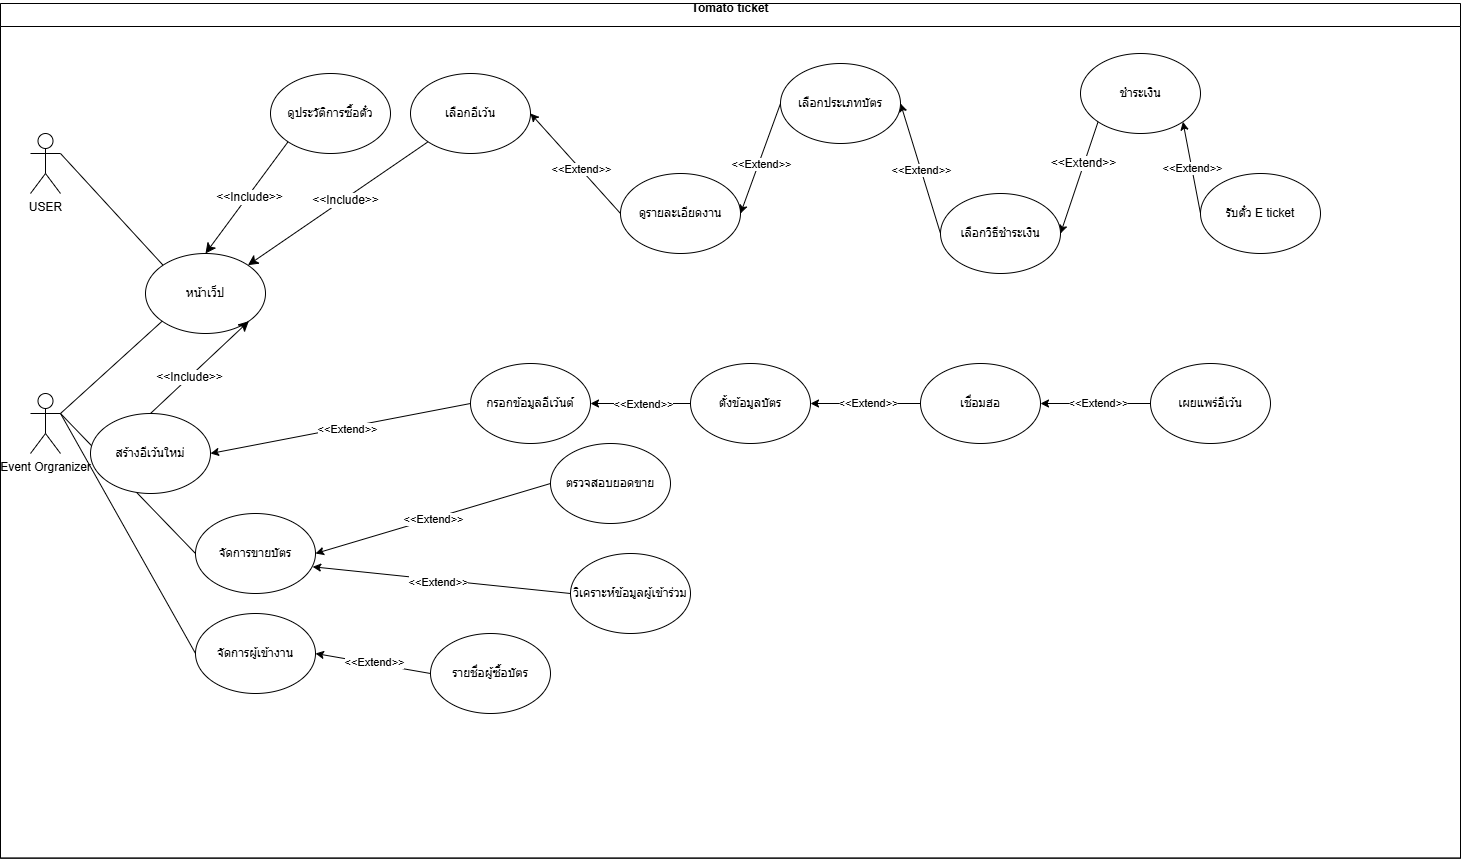 Tomato ticket
ดูประวัติการซื้อตั๋ว
เลือกอีเว้น
เลือกประเภทบัตร
ชำระเงิน
<<Extend>>
<<Extend>>
<<Extend>>
<<Extend>>
<<Extend>>
USER
<<Include>>
<<Include>>
ดูรายละเอียดงาน
เลือกวิธีชำระเงิน
รับตั๋ว E ticket
หน้าเว็ป
<<Include>>
กรอกข้อมูลอีเว้นต์
<<Extend>>
ตั้งข้อมูลบัตร
<<Extend>>
เชื่อมฮอ
<<Extend>>
เผยแพร่อีเว้น
<<Extend>>
สร้างอีเว้นใหม่
Event Orgranizer
ตรวจสอบยอดขาย
<<Extend>>
จัดการขายบัตร
<<Extend>>
วิเคราะห์ข้อมูลผู้เข้าร่วม
จัดการผู้เข้างาน
<<Extend>>
รายชื่อผู้ซื้อบัตร